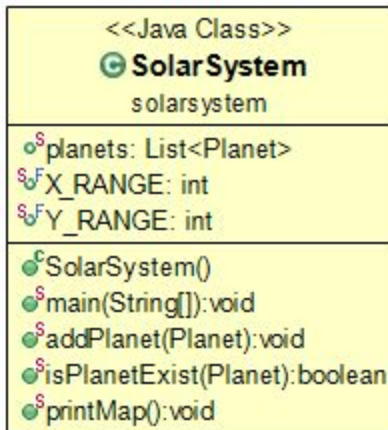 <<Java Class>>
C SolarSystem
solarsystem
S planets: List<Planet>
S F X_RANGE: int
S F Y_RANGE: int
C SolarSystem()
S main(String[]):void
S addPlanet(Planet):void
S isPlanetExist(Planet):boolean
S printMap():void